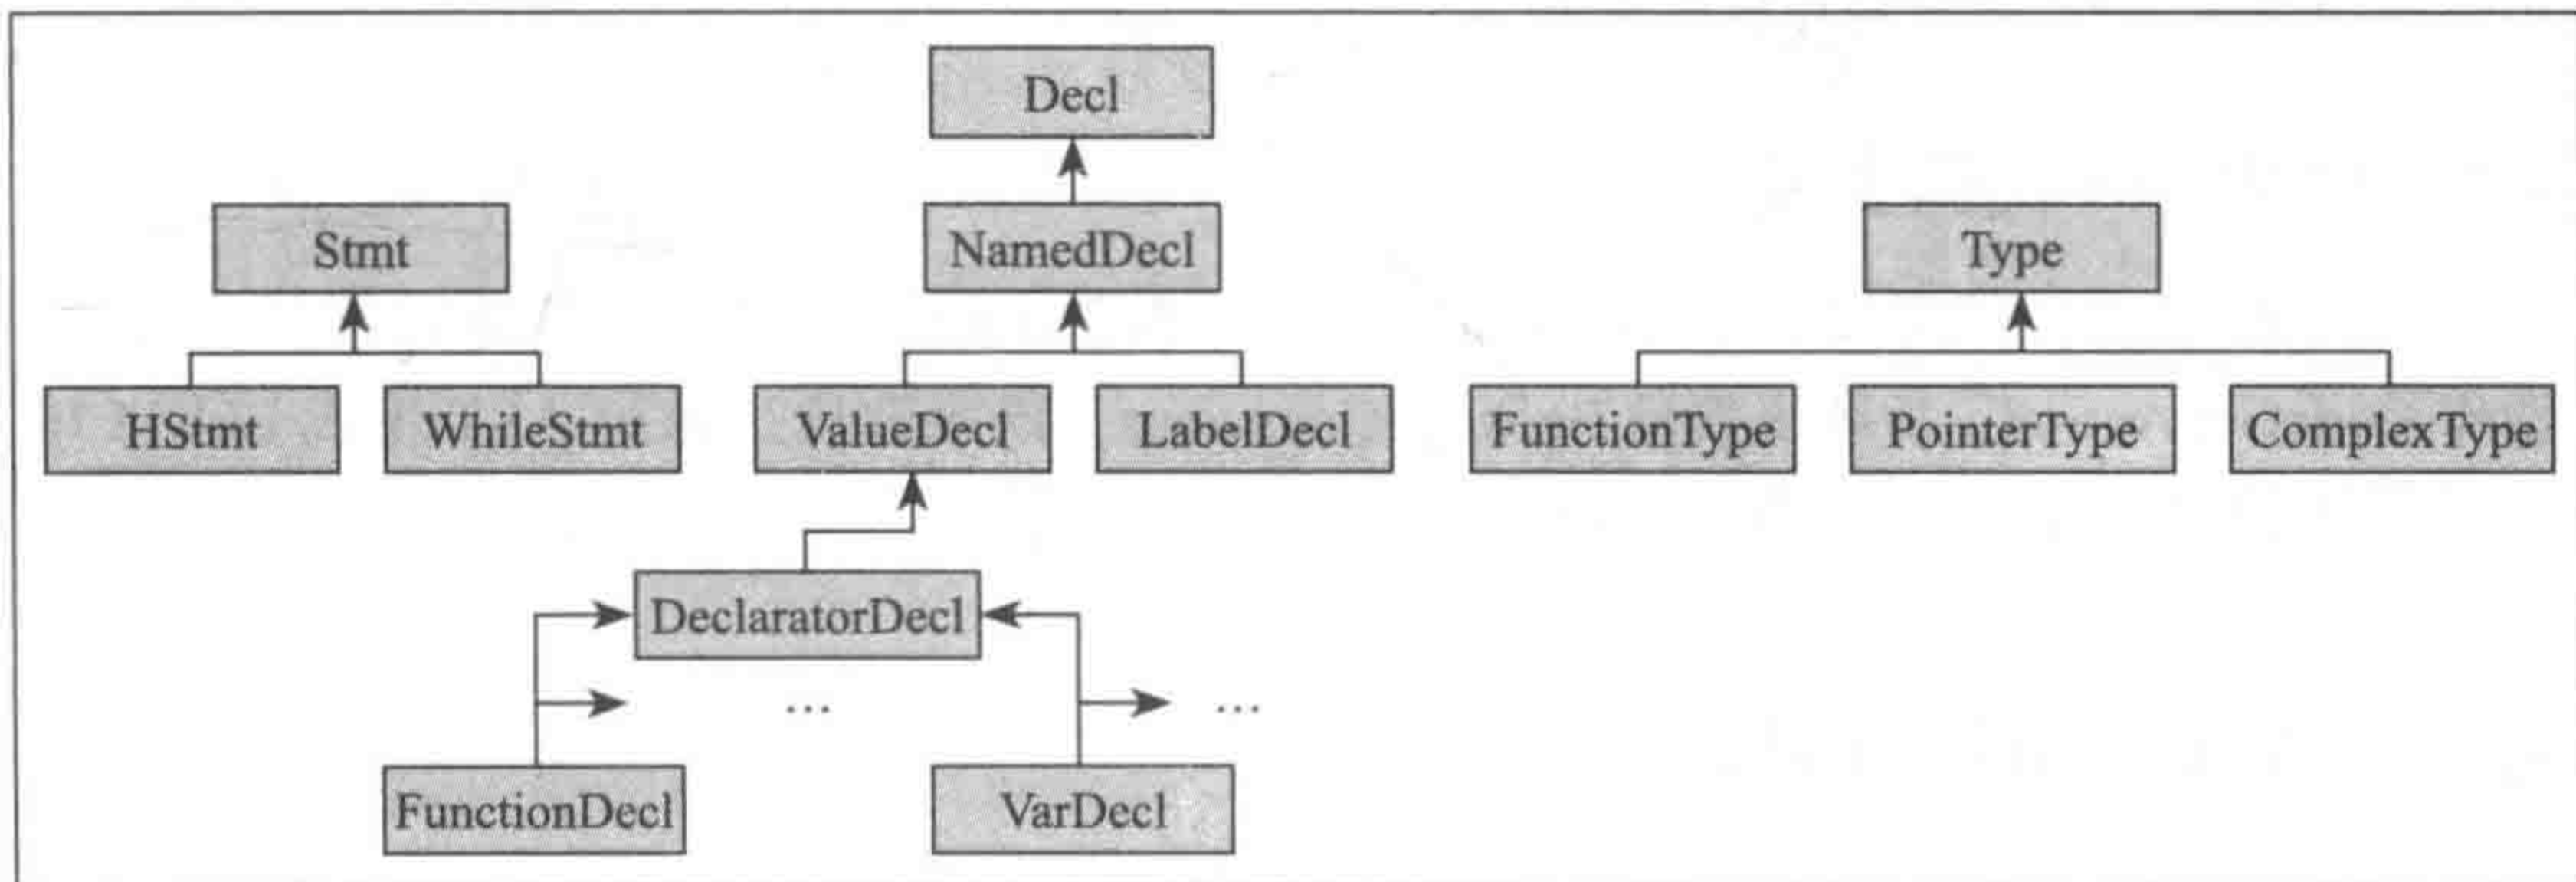 Decl
Stmt
NamedDecl
Type
HStmt
WhileStmt
ValueDecl
LabelDecl
FunctionType
PointerType
ComplexType
DeclaratorDecl
...
...
FunctionDecl
VarDecl